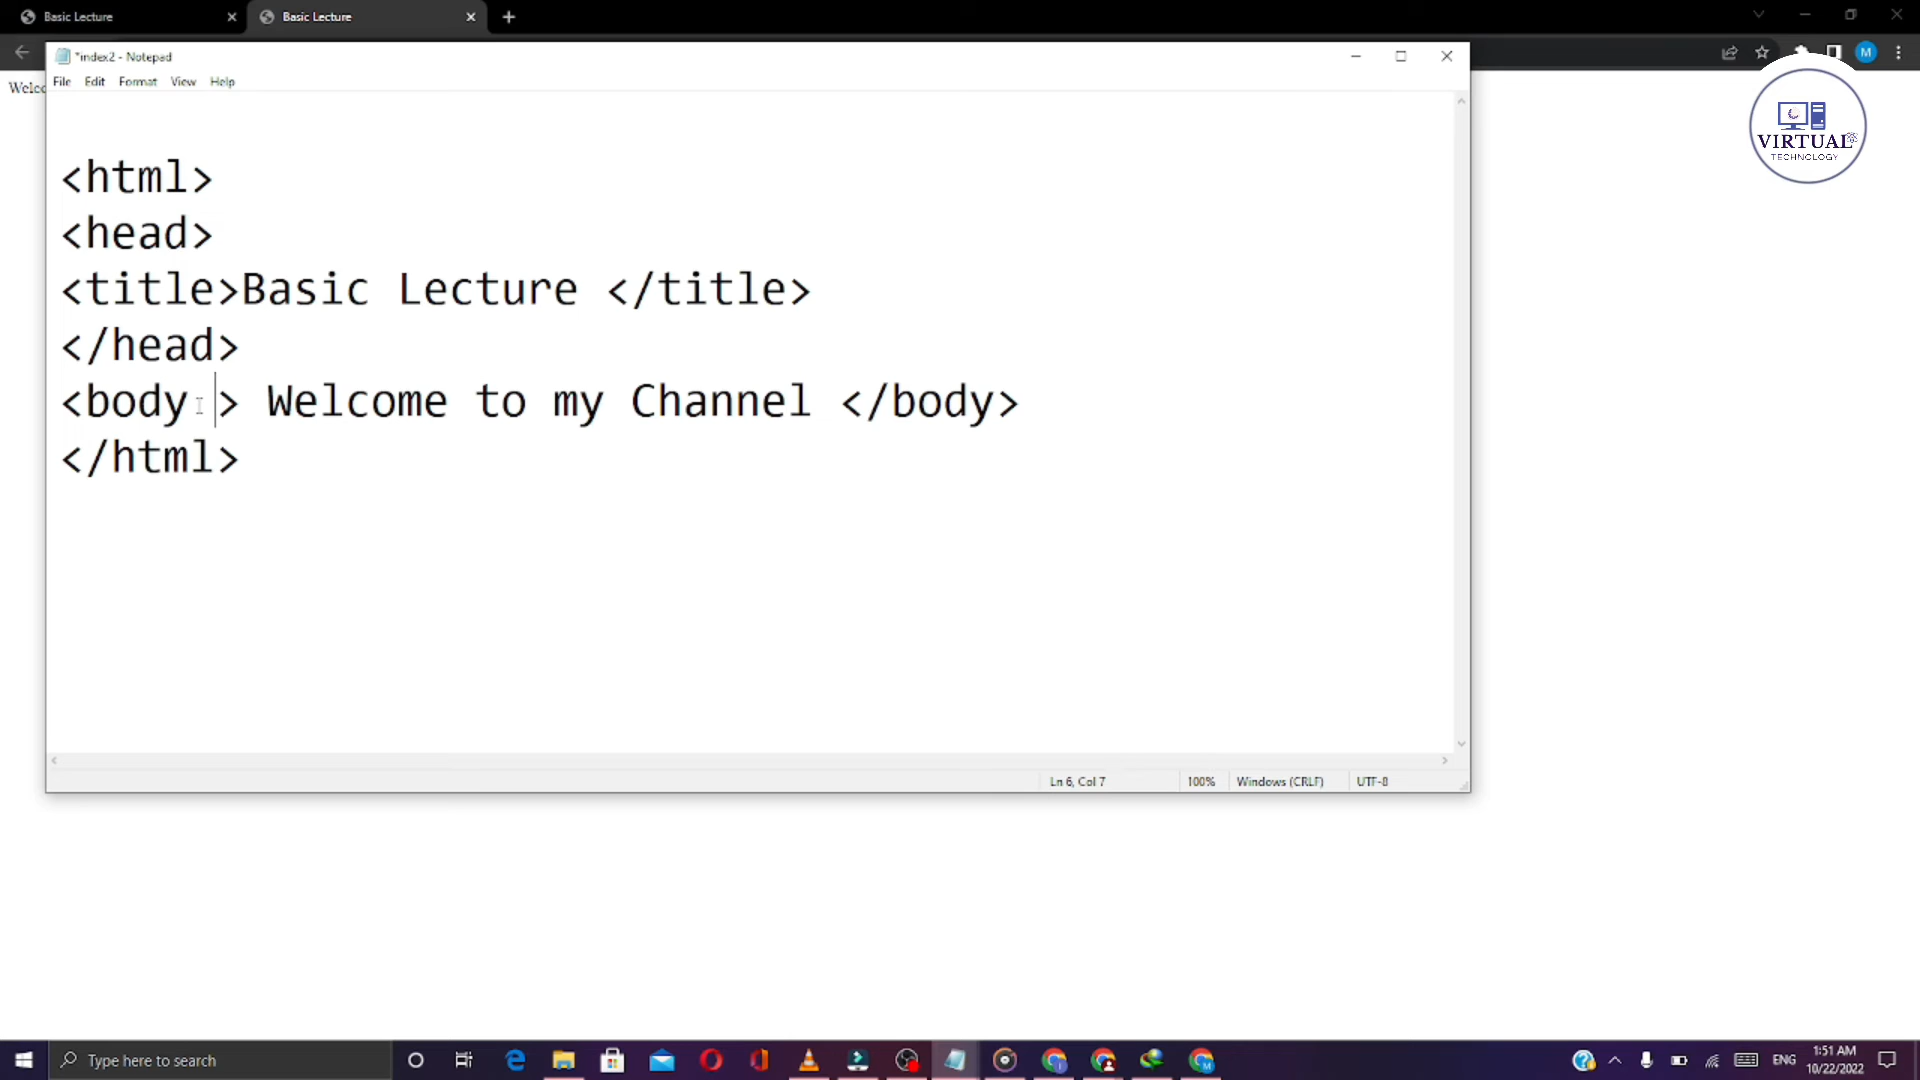 Basic Lecture
Basic Lecture
*index2 - Notepad
File Edit Format View Help
M
Welco
VIRTUAL
TECHNOLOGY
<html>
<head>
<title>Basic Lecture </title>
</head>
<body > Welcome to my Channel </body>
</html>
Ln 6, Col 7 100% Windows (CRLF) UTF-8
Type here to search
ENG
1:51 AM
10/22/2022